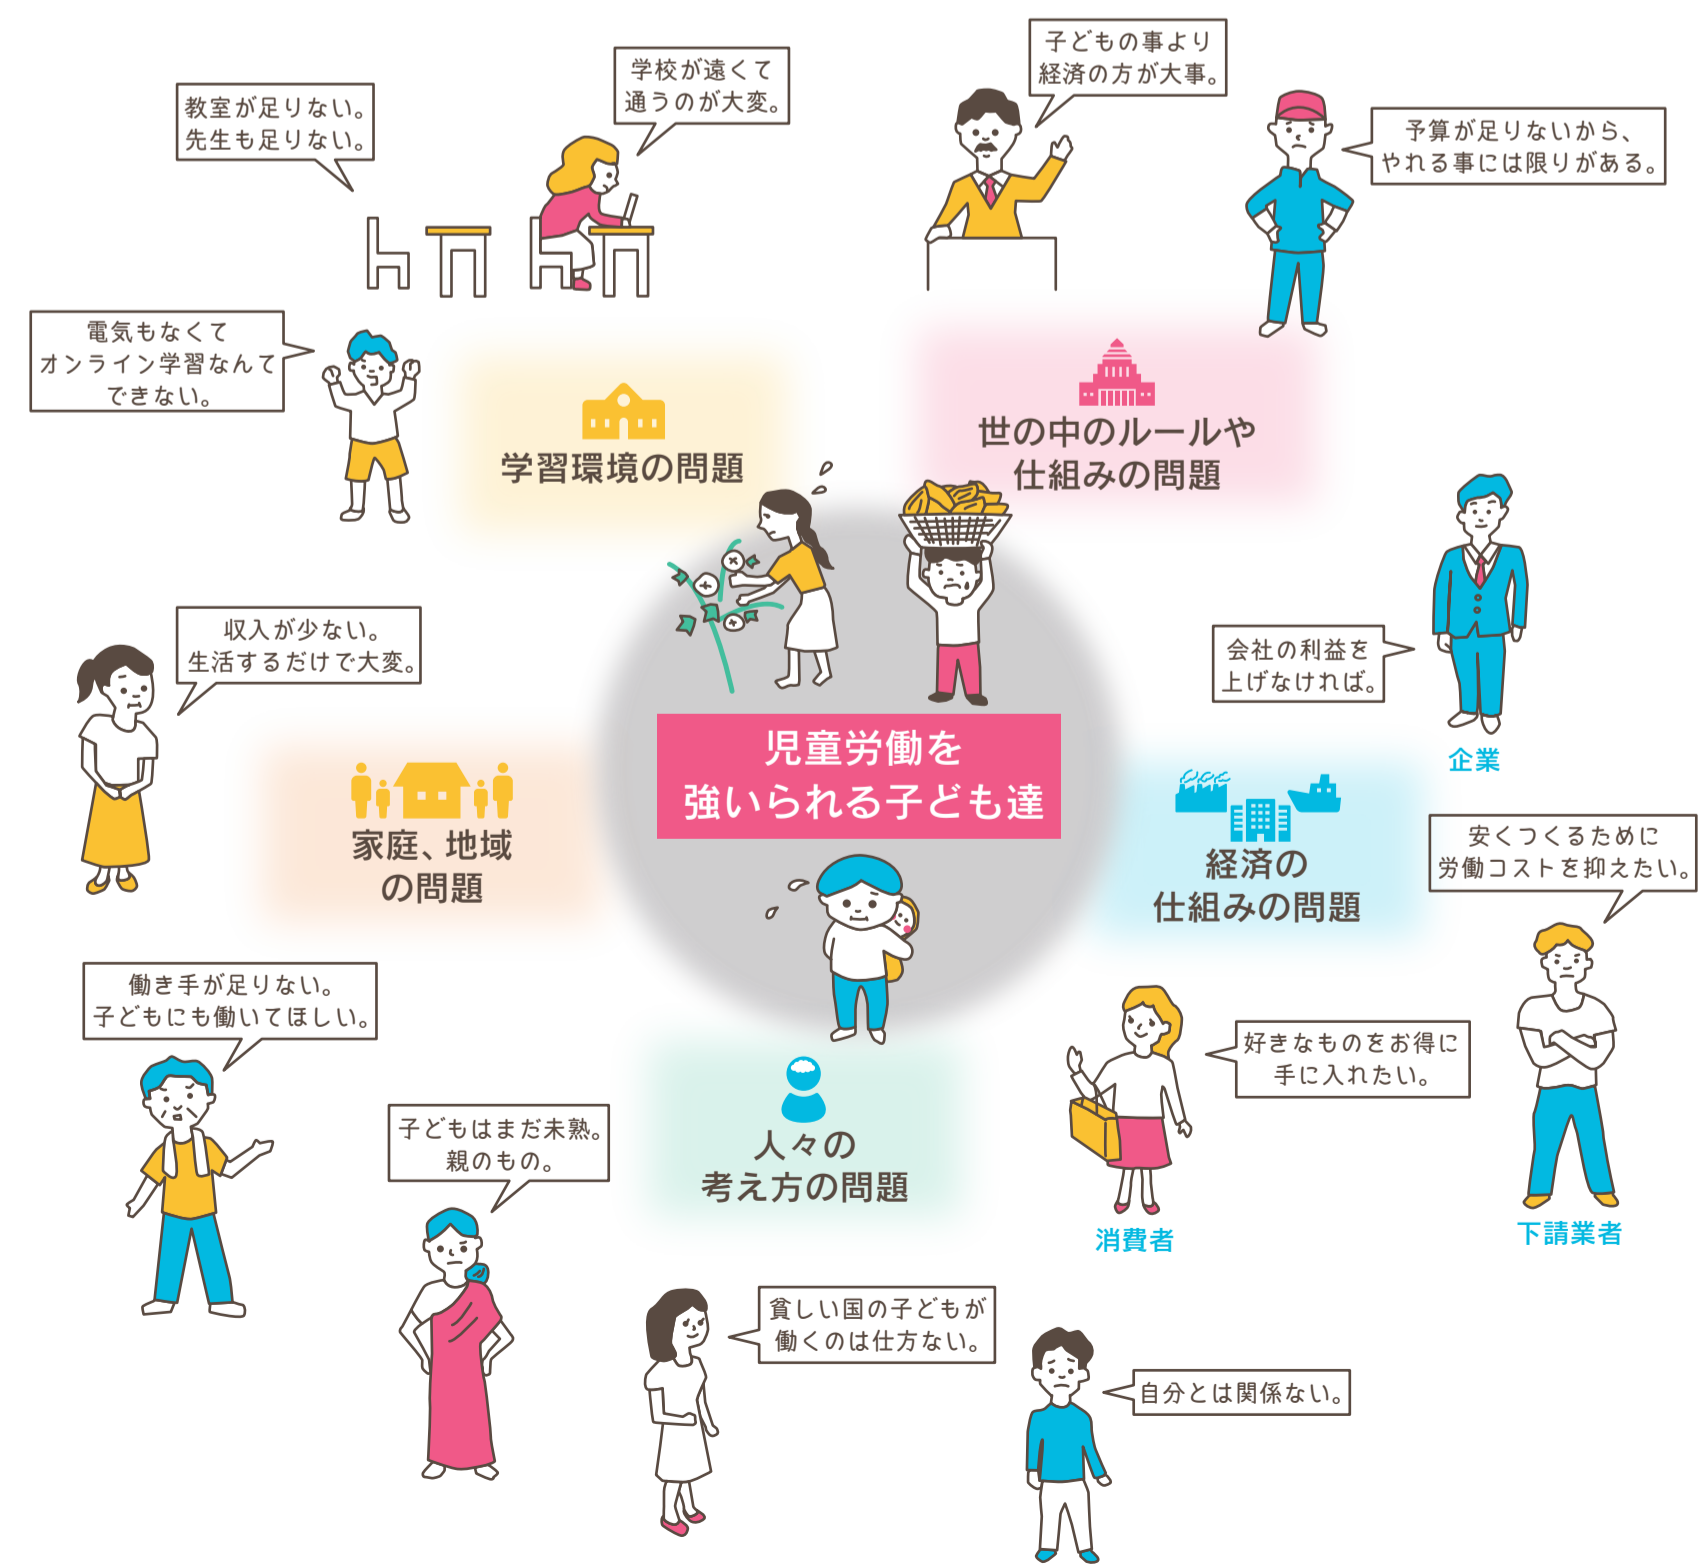 子どもの事より
経済の方が大事。
学校が遠くて
通うのが大変。
教室が足りない。
先生も足りない。
予算が足りないから、
やれる事には限りがある。
電気もなくて
オンライン学習なんて
できない。
学習環境の問題
世の中のルールや
仕組みの問題
収入が少ない。
生活するだけで大変。
会社の利益を
上げなければ。
企業
児童労働を
強いられる子ども達
家庭、地域
の問題
経済の
仕組みの問題
安くつくるために
労働コストを抑えたい。
働き手が足りない。
子どもにも働いてほしい。
好きなものをお得に
手に入れたい。
子どもはまだ未熟。
親のもの。
人々の
考え方の問題
消費者
下請業者
貧しい国の子どもが
働くのは仕方ない。
自分とは関係ない。